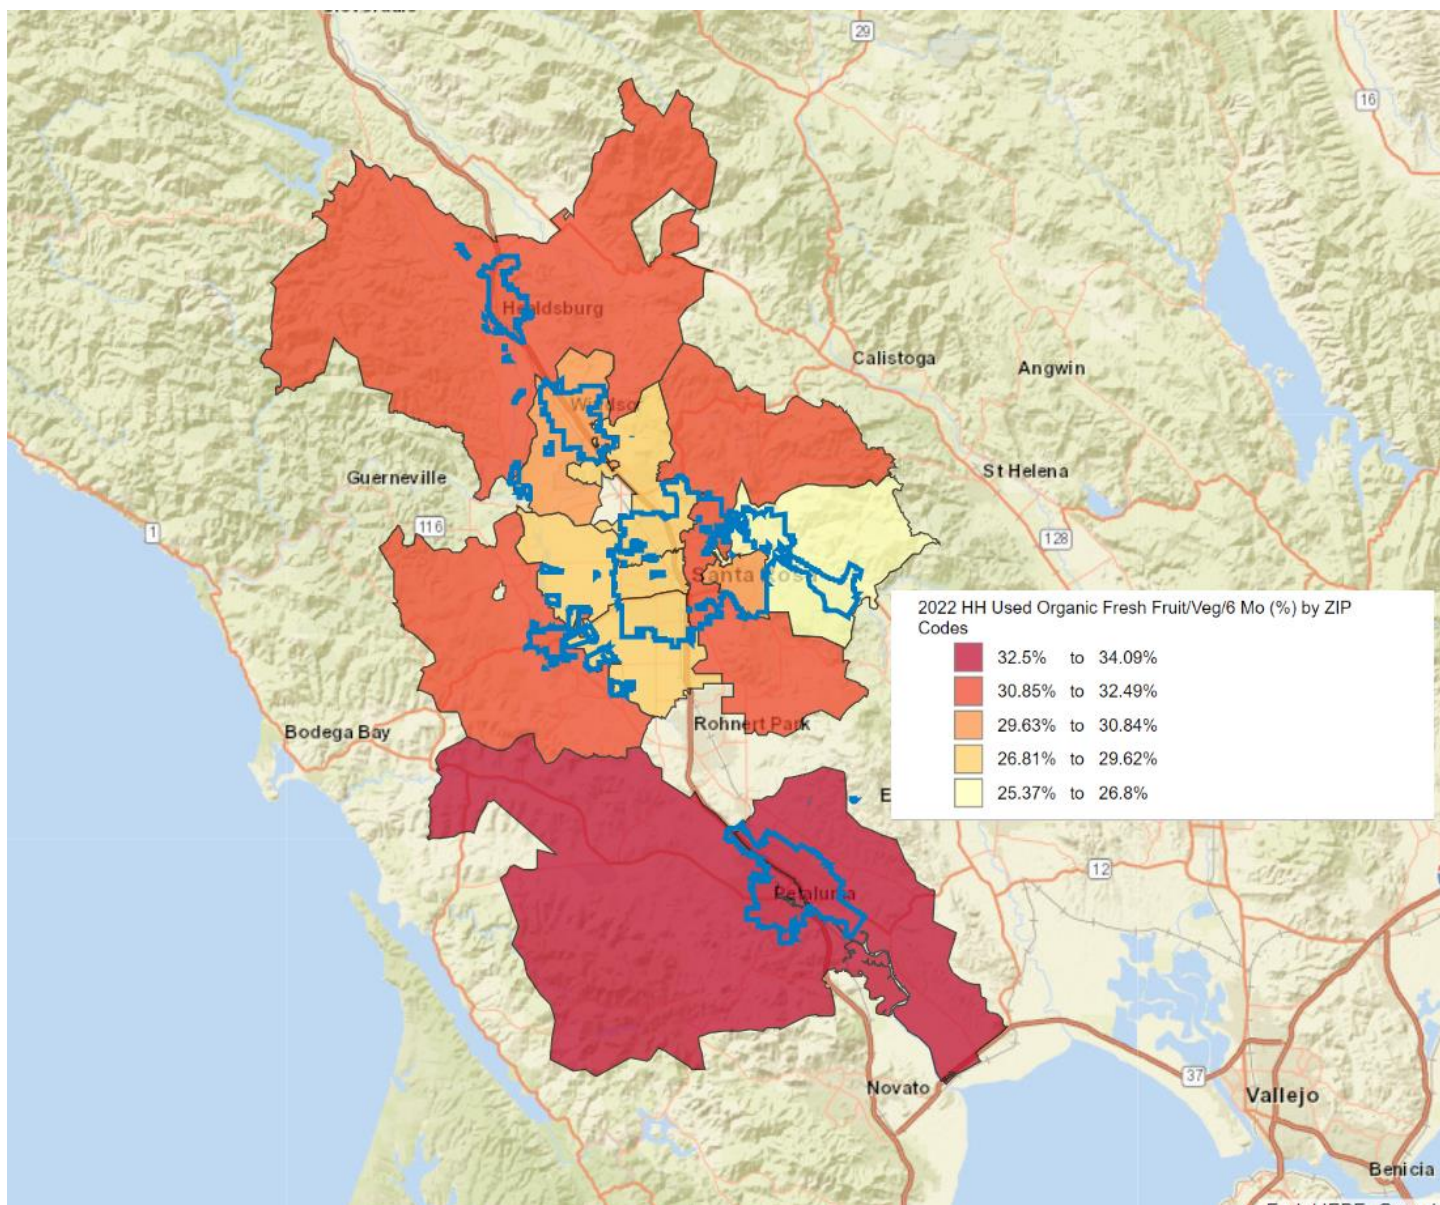 29
16
Healdsburg
Calistoga
Angwin
Windsor
St Helena
Guerneville
116
1
128
Santa Rosa
2022 HH Used Organic Fresh Fruit/Veg/6 Mo (%) by ZIP
Codes
32.5% to 34.09%
30.85% to 32.49%
29.63% to 30.84%
26.81% to 29.62%
25.37% to 26.8%
Rohnert Park
Bodega Bay
E
12
Petaluma
37
Novato
Vallejo
Benicia